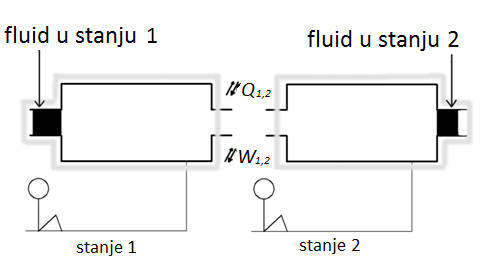 fluid u stanju 1
fluid u stanju 2
Q1,2
W1,2
stanje 1
stanje 2